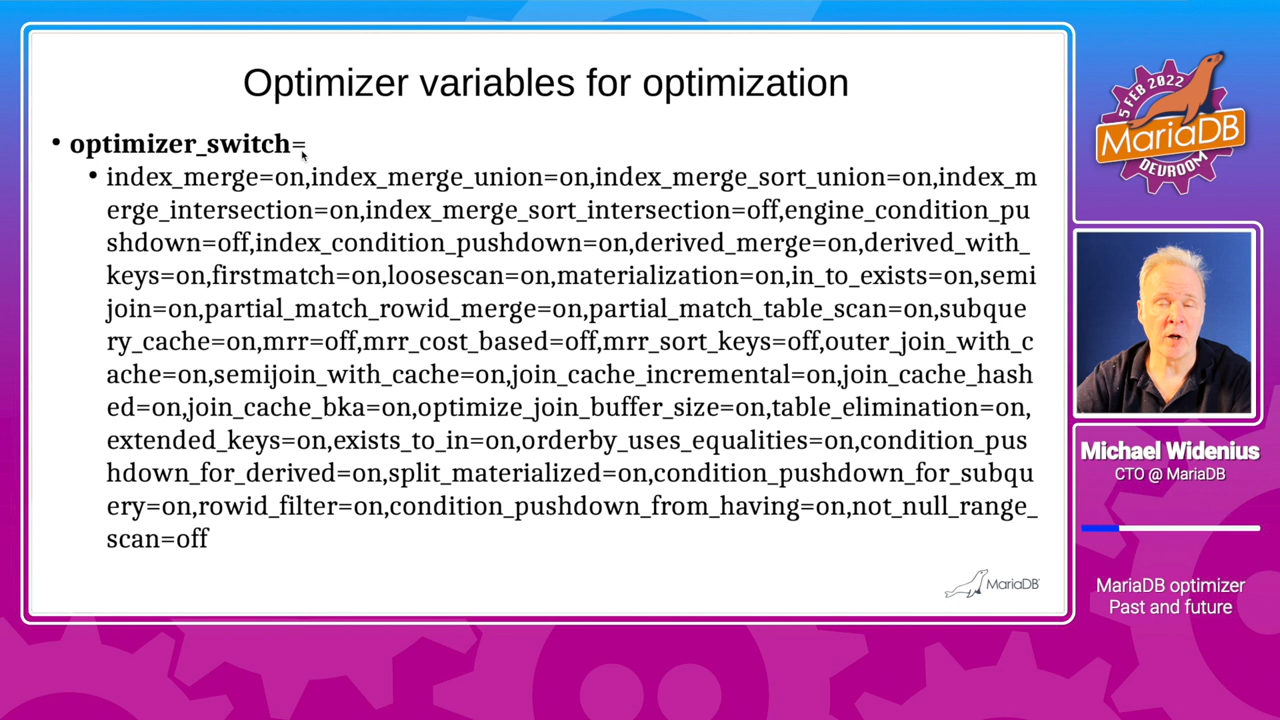 Optimizer variables for optimization
• optimizer_switch=
• index_merge=on,index_merge_union=on,index_merge_sort_union=on,index_m
erge_intersection=on,index_merge_sort_intersection=off,engine_condition_pu
shdown=off,index_condition_pushdown=on,derived_merge=on,derived_with_
keys=on,firstmatch=on,loosescan=on,materialization=on,in_to_exists=on,semi
join=on,partial_match_rowid_merge=on,partial_match_table_scan=on,subque
ry_cache=on,mrr=off,mrr_cost_based=off,mrr_sort_keys=off,outer_join_with_c
ache=on,semijoin_with_cache=on,join_cache_incremental=on,join_cache_hash
ed=on,join_cache_bka=on,optimize_join_buffer_size=on,table_elimination=on,
extended_keys=on,exists_to_in=on,orderby_uses_equalities=on,condition_pus
hdown_for_derived=on,split_materialized=on,condition_pushdown_for_subqu
ery=on,rowid_filter=on,condition_pushdown_from_having=on,not_null_range_
scan=off
MariaDB
5 FEB 2022
MariaDB
DEVROOM
Michael Widenius
CTO @ MariaDB
MariaDB optimizer
Past and future